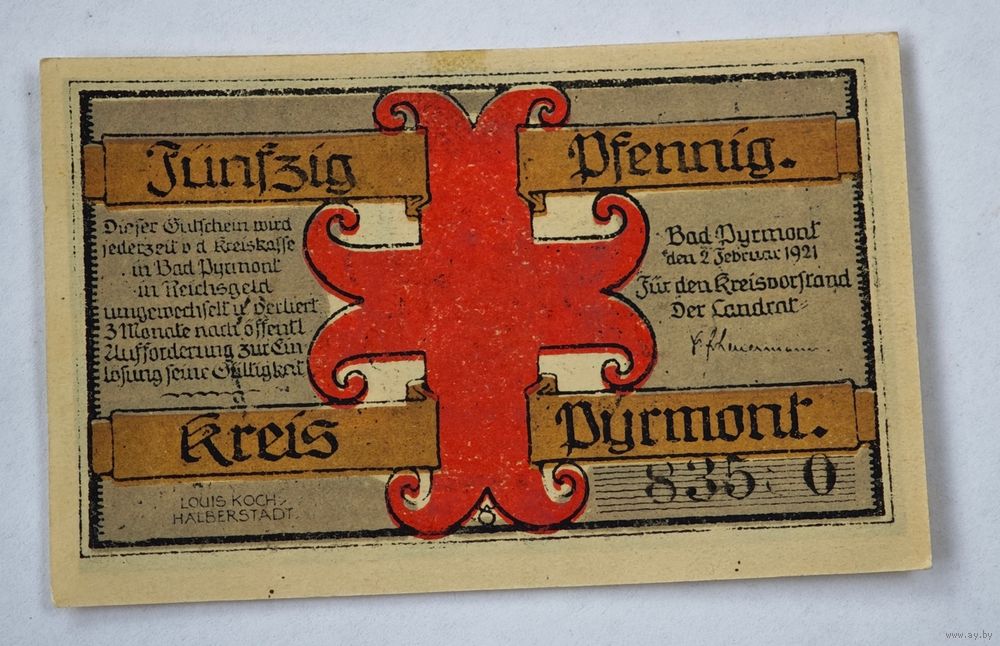 Fünfzig Pfennig.
Dieser Gutschein wird
jederzeit v d Kreiskasse
in Bad Pyrmont
in Reichsgeld
umgewechselt u verliert
3 Monate nach öffentl
Aufforderung zur Ein-
lösung seine Gültigkeit
Bad Pyrmont
den 2 Februar 1921
Für den Kreisvorstand
Der Landrat
Kreis Pyrmont.
835 0
LOUIS KOCH
HALBERSTADT.
www.ay.by